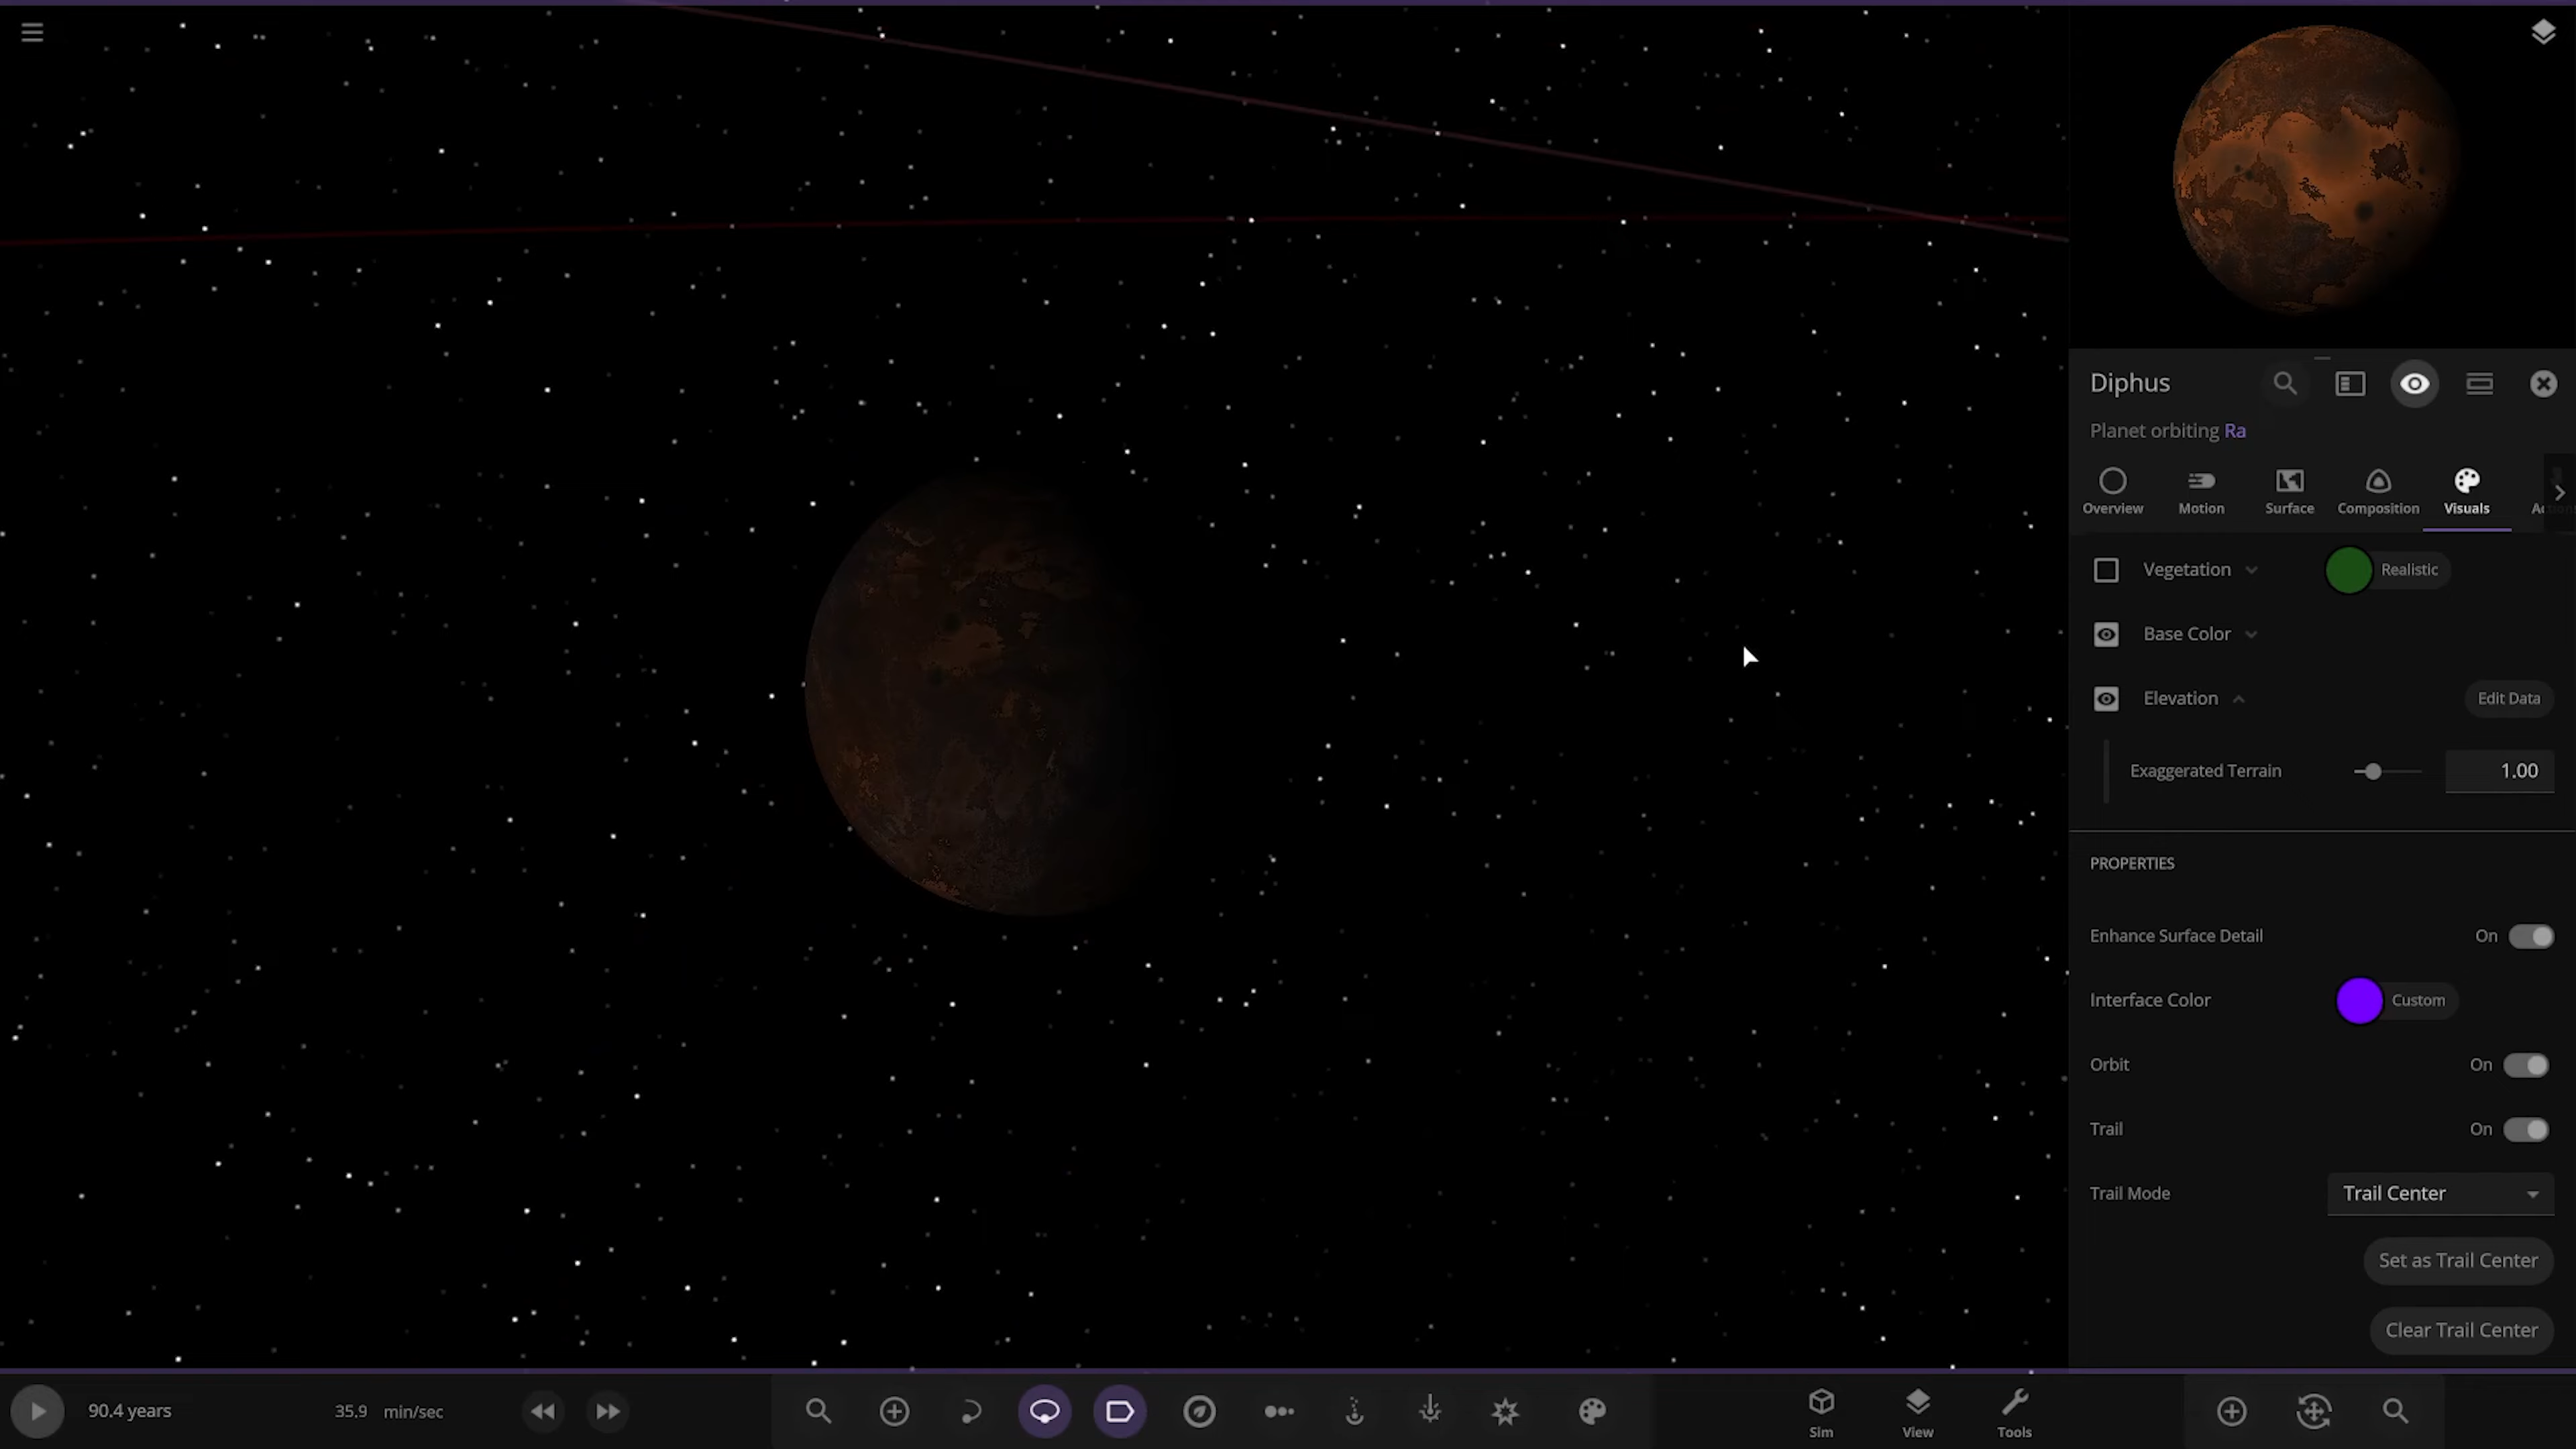 Diphus
Planet orbiting Ra
Overview Motion Surface Composition Visuals
Vegetation Realistic
Base Color
Elevation Edit Data
Exaggerated Terrain 1.00
PROPERTIES
Enhance Surface Detail On
Interface Color Custom
Orbit On
Trail On
Trail Mode Trail Center
Set as Trail Center
Clear Trail Center
90.4 years 35.9 min/sec Sim View Tools